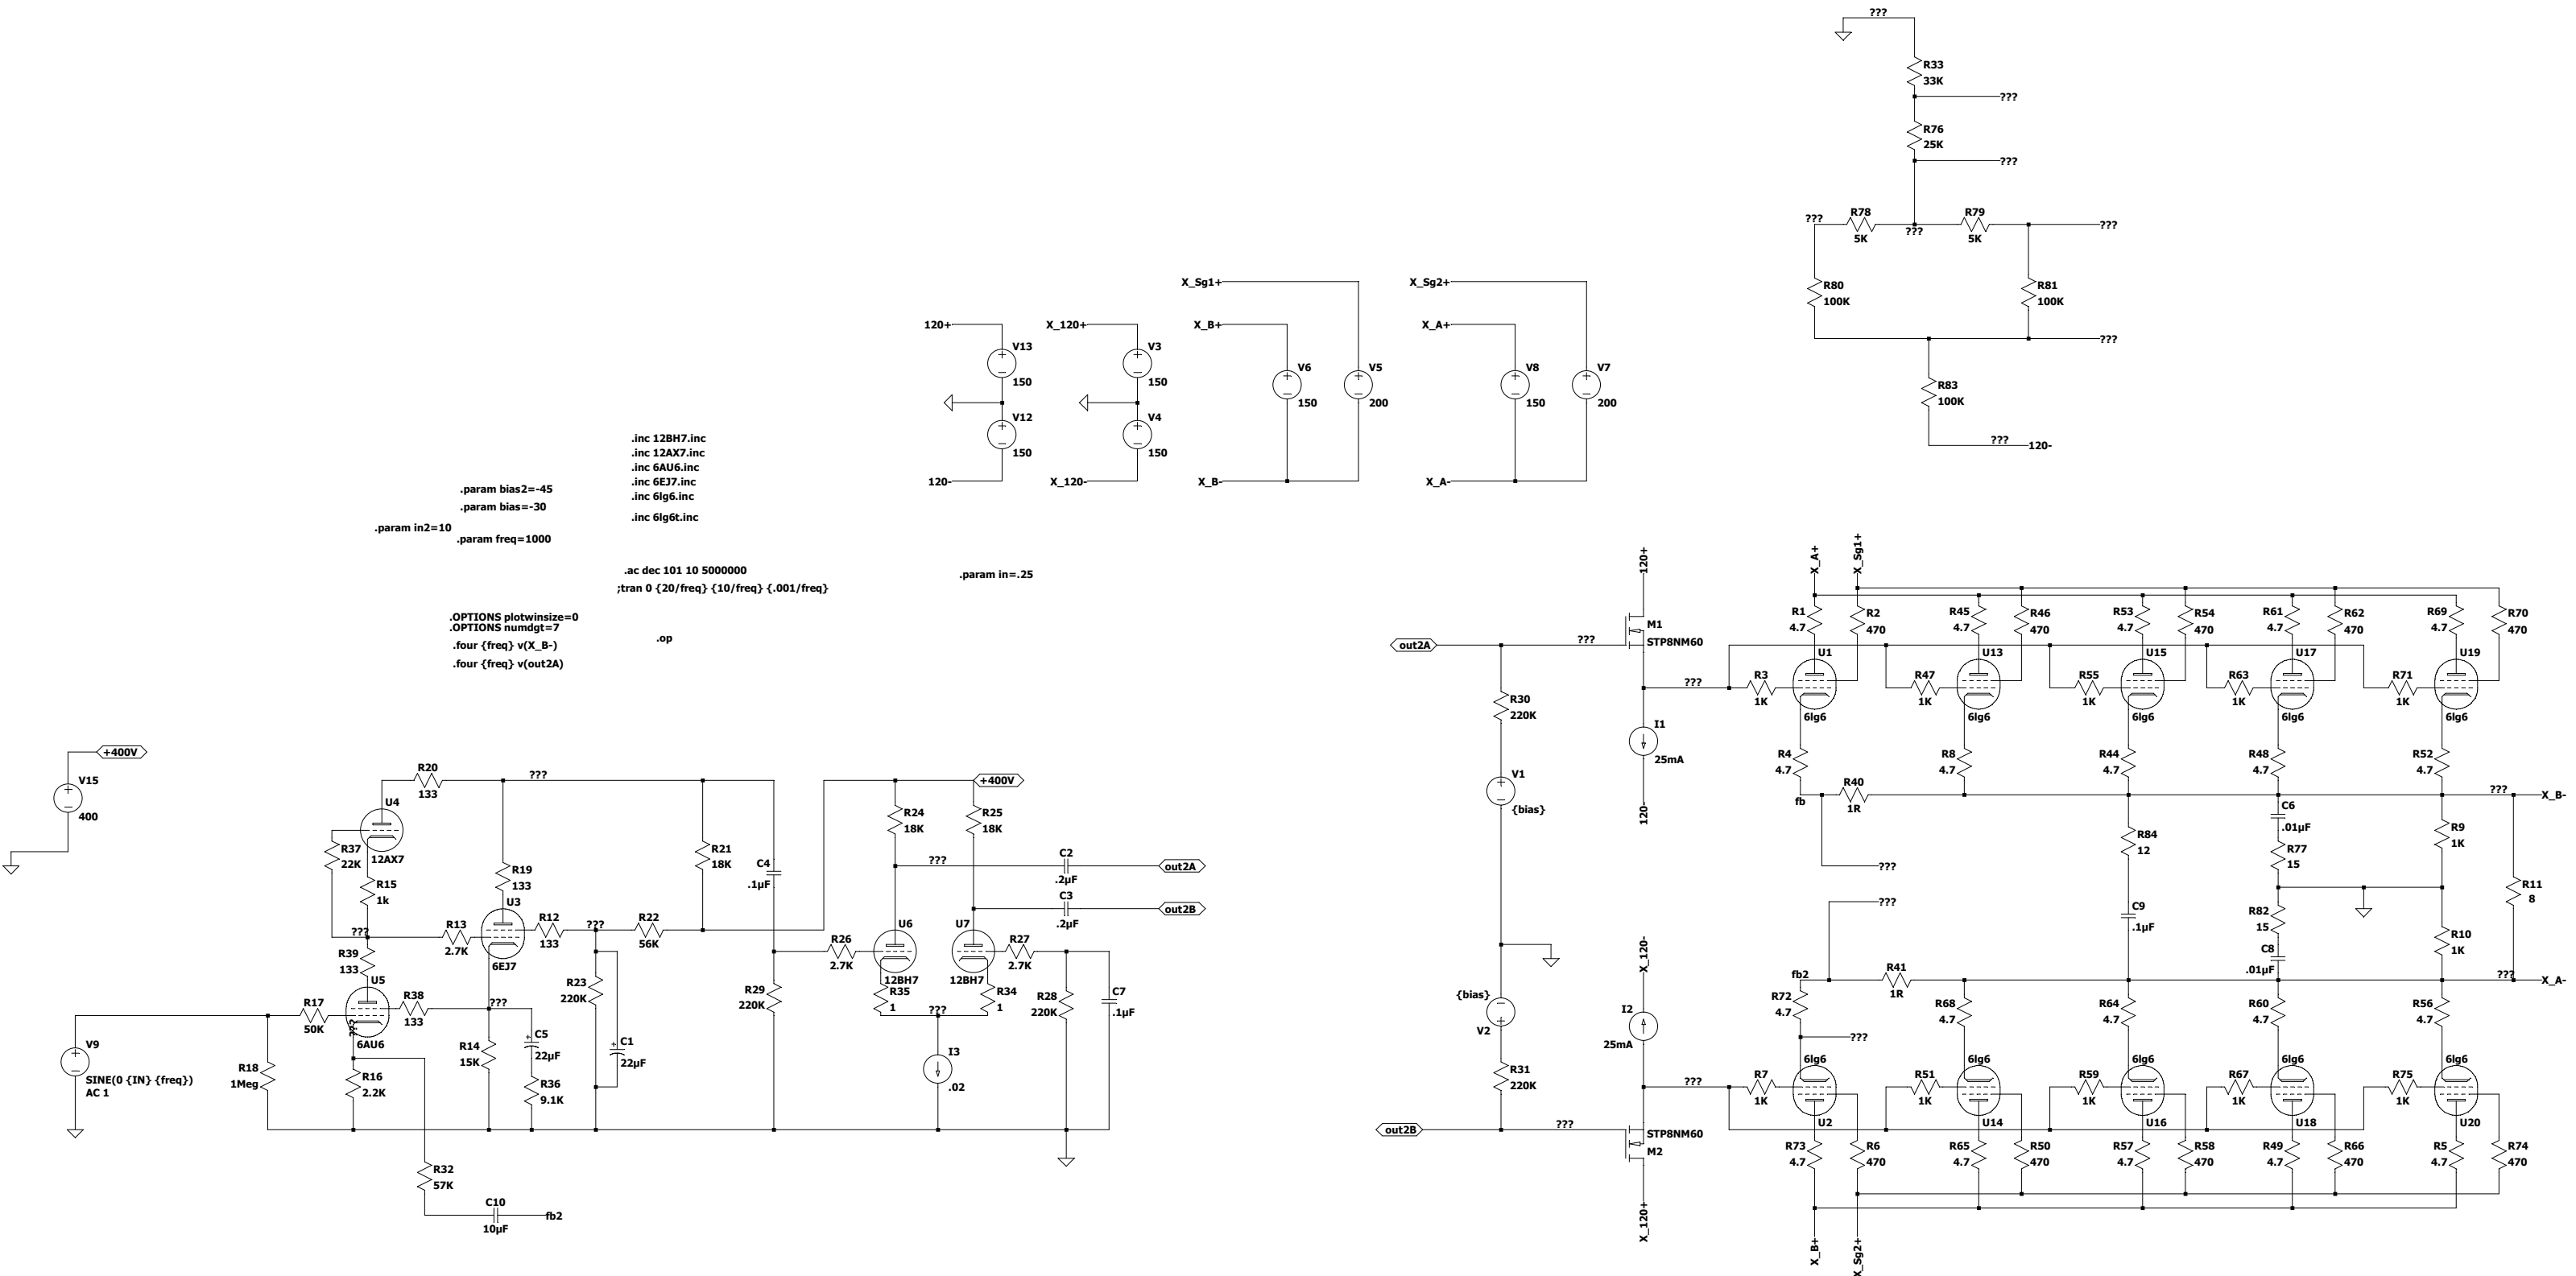 ???
R33
33K
???
R76
25K
???
??? R78 R79 ???
5K ??? 5K
R80
100K
R81
100K
???
R83
100K
??? 120-
X_Sg1+ X_Sg2+
120+ X_120+ X_B+ X_A+
V13 V3
150 150
V6 V5 V8 V7
150 200 150 200
V12 V4
150 150
120- X_120- X_B- X_A-
.inc 12BH7.inc
.inc 12AX7.inc
.inc 6AU6.inc
.inc 6EJ7.inc
.inc 6lg6.inc
.inc 6lg6t.inc
.param bias2=-45
.param bias=-30
.param in2=10
.param freq=1000
.ac dec 101 10 5000000
;tran 0 {20/freq} {10/freq} {.001/freq}
.param in=.25
.OPTIONS plotwinsize=0
.OPTIONS numdgt=7
.four {freq} v(X_B-)
.four {freq} v(out2A)
.op
+400V
V15
400
R20
133
???
U4
12AX7
R37
22K
R15
1k
R19
133
U3
6EJ7
R13
2.7K
R12
133
???
R22
56K
R21
18K
C4
.1µF
???
R39
133
U5
6AU6
???
R38
133
???
R17
50K
V9
SINE(0 {IN} {freq})
AC 1
R18
1Meg
R16
2.2K
R14
15K
C5
22µF
R36
9.1K
R23
220K
C1
22µF
R29
220K
R32
57K
C10
10µF
fb2
+400V
R24
18K
R25
18K
???
C2
.2µF
out2A
C3
.2µF
out2B
R26
2.7K
U6
12BH7
U7
12BH7
R27
2.7K
R35
1
R34
1
???
R28
220K
C7
.1µF
I3
.02
out2A
???
120+
M1
STP8NM60
R30
220K
V1
{bias}
???
I1
25mA
120-
{bias}
V2
R31
220K
X_120-
I2
25mA
???
out2B
???
STP8NM60
M2
X_120+
X_A+ X_Sg1+
R1 R2 R45 R46 R53 R54 R61 R62 R69 R70
4.7 470 4.7 470 4.7 470 4.7 470 4.7 470
U1 U13 U15 U17 U19
R3 R47 R55 R63 R71
1K 1K 1K 1K 1K
6lg6 6lg6 6lg6 6lg6 6lg6
R4 R8 R44 R48 R52
4.7 4.7 4.7 4.7 4.7
fb R40
1R
??? X_B-
???
R84
12
C6
.01µF
R77
15
R9
1K
R11
8
???
C9
.1µF
R82
15
C8
.01µF
R10
1K
fb2 R41
1R
??? X_A-
R72 R68 R64 R60 R56
4.7 4.7 4.7 4.7 4.7
???
6lg6 6lg6 6lg6 6lg6 6lg6
R7 R51 R59 R67 R75
1K 1K 1K 1K 1K
U2 U14 U16 U18 U20
R73 R6 R65 R50 R57 R58 R49 R66 R5 R74
4.7 470 4.7 470 4.7 470 4.7 470 4.7 470
X_B+ X_Sg2+